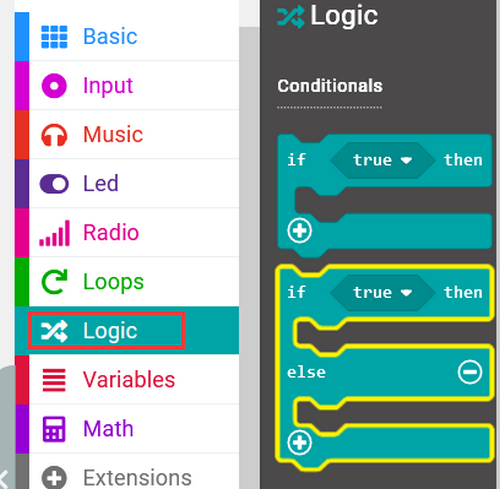 Basic
Input
Music
Led
Radio
Loops
Logic
Variables
Math
Extensions
Logic
Conditionals
if true then
if true then
else